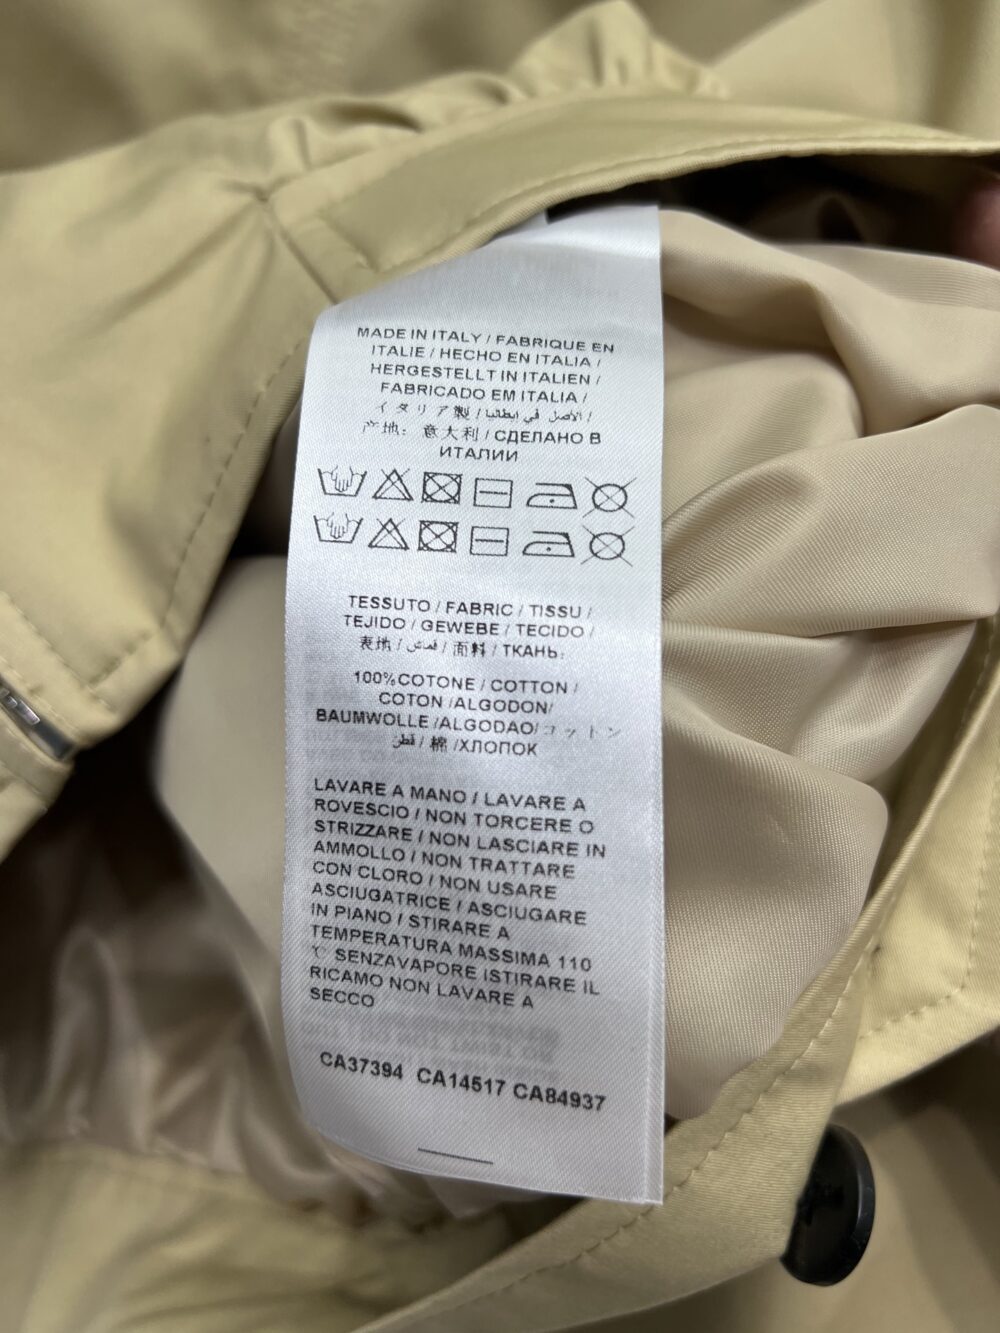 MADE IN ITALY / FABRIQUE EN
ITALIE / HECHO EN ITALIA /
HERGESTELLT IN ITALIEN /
FABRICADO EM ITALIA /
イタリア製 / الأصل في ايطاليا /
产地: 意大利 / СДЕЛАНО В
ИТАЛИИ
TESSUTO / FABRIC / TISSU /
TEJIDO / GEWEBE / TECIDO /
表地 / قماش / 面料 / ТКАНЬ:
100% COTONE / COTTON /
COTON /ALGODON/
BAUMWOLLE /ALGODAO/ コットン
قطن / 棉 /ХЛОПОК
LAVARE A MANO / LAVARE A
ROVESCIO / NON TORCERE O
STRIZZARE / NON LASCIARE IN
AMMOLLO / NON TRATTARE
CON CLORO / NON USARE
ASCIUGATRICE / ASCIUGARE
IN PIANO / STIRARE A
TEMPERATURA MASSIMA 110
℃ SENZAVAPORE ISTIRARE IL
RICAMO NON LAVARE A
SECCO
CA37394 CA14517 CA84937